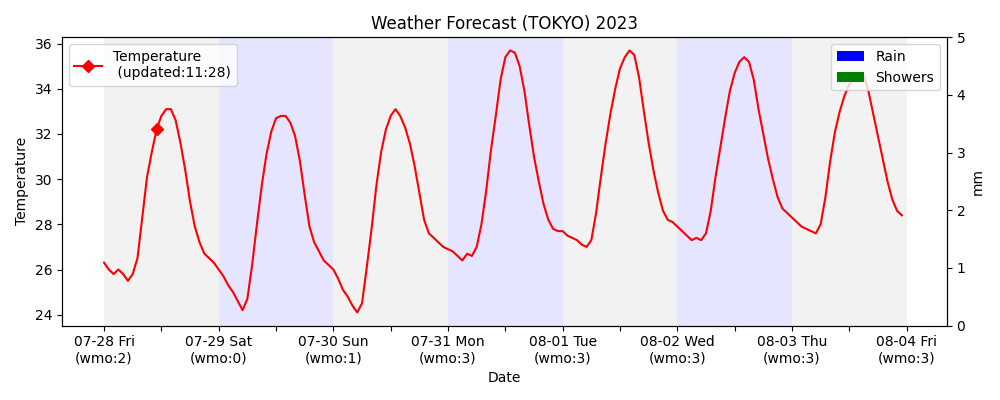 Weather Forecast (TOKYO) 2023
Temperature
(updated:11:28)
Rain
Showers
36
34
32
30
28
26
24
Temperature
5
4
3
2
1
0
mm
07-28 Fri
(wmo:2)
07-29 Sat
(wmo:0)
07-30 Sun
(wmo:1)
07-31 Mon
(wmo:3)
08-01 Tue
(wmo:3)
08-02 Wed
(wmo:3)
08-03 Thu
(wmo:3)
08-04 Fri
(wmo:3)
Date